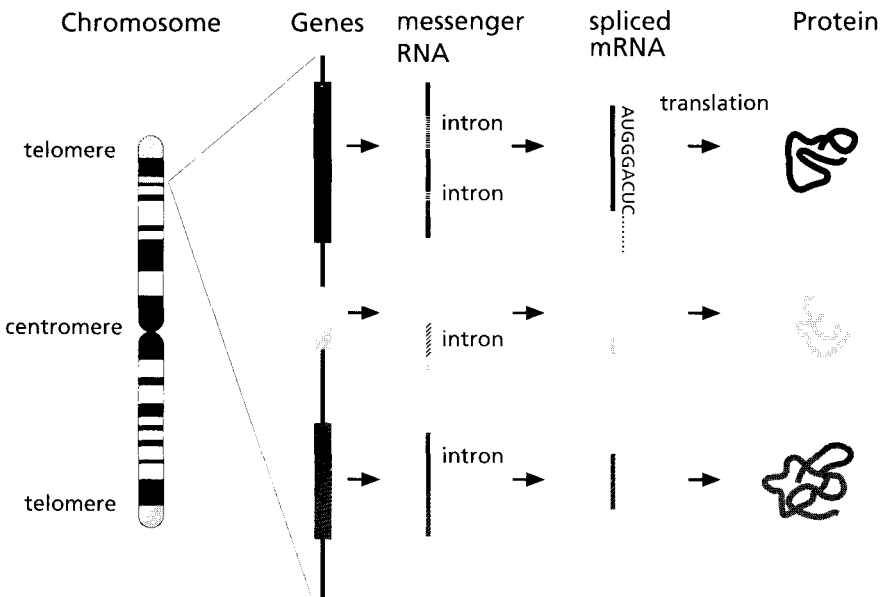 Chromosome
Genes
messenger
RNA
spliced
mRNA
Protein
telomere
centromere
telomere
intron
intron
AUGGGACUC........
translation
intron
intron